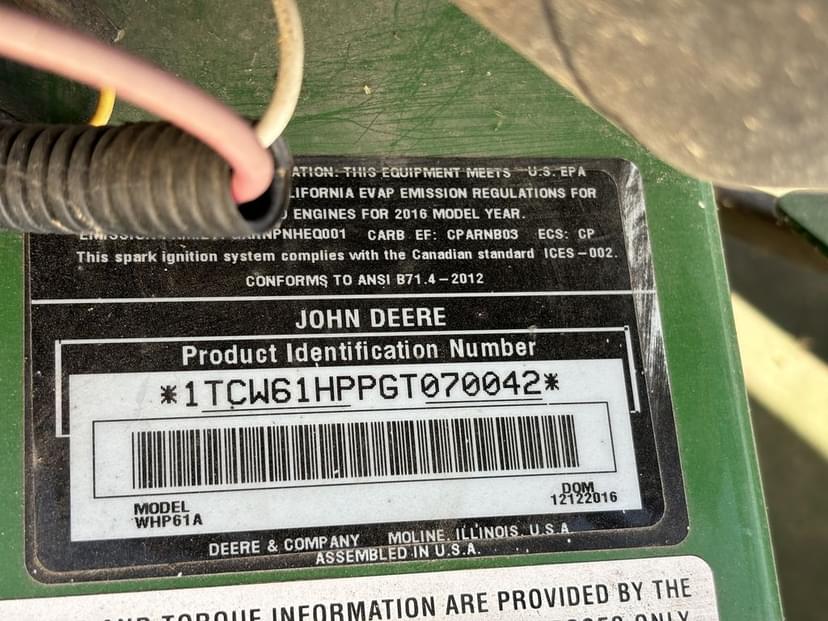 ATION: THIS EQUIPMENT MEETS U.S. EPA
LIFORNIA EVAP EMISSION REGULATIONS FOR
ENGINES FOR 2016 MODEL YEAR.
CARB EF: CPARNB03 ECS: CP
This spark ignition system complies with the Canadian standard ICES-002.
CONFORMS TO ANSI B71.4-2012
JOHN DEERE
Product Identification Number
*1TCW61HPPGT070042*
MODEL
WHP61A
DOM
12122016
DEERE & COMPANY MOLINE, ILLINOIS, U.S.A.
ASSEMBLED IN U.S.A.
AND TORQUE INFORMATION ARE PROVIDED BY THE
ONLY